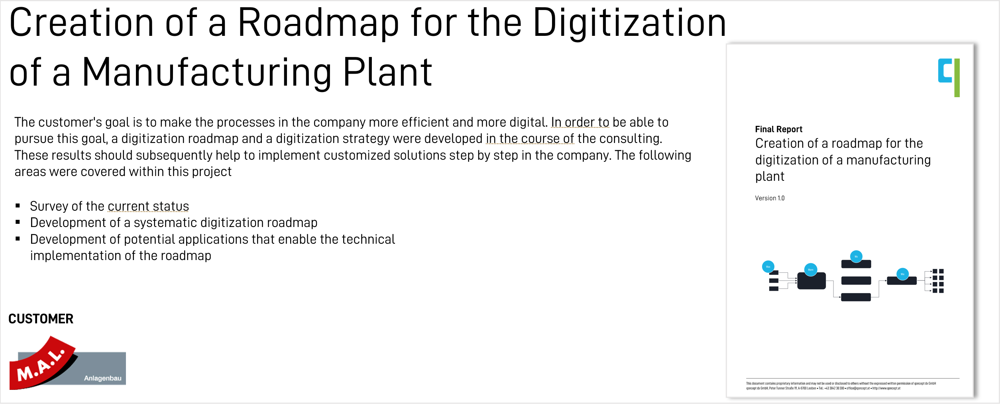 Creation of a Roadmap for the Digitization
of a Manufacturing Plant
The customer's goal is to make the processes in the company more efficient and more digital. In order to be able to
pursue this goal, a digitization roadmap and a digitization strategy were developed in the course of the consulting.
These results should subsequently help to implement customized solutions step by step in the company. The following
areas were covered within this project
▪ Survey of the current status
▪ Development of a systematic digitization roadmap
▪ Development of potential applications that enable the technical
implementation of the roadmap
CUSTOMER
M.A.L.
Anlagenbau
Final Report
Creation of a roadmap for the
digitization of a manufacturing
plant
Version 1.0
Was
Wann
Wo
Wie
This document contains proprietary information and may not be used or disclosed to others without the expressed written permission of qoncept dx GmbH
qoncept dx GmbH, Peter Tunner Straße 19, A-8700 Leoben • Tel.: +43 3842 30 300 • office@qoncept.at • http://www.qoncept.at